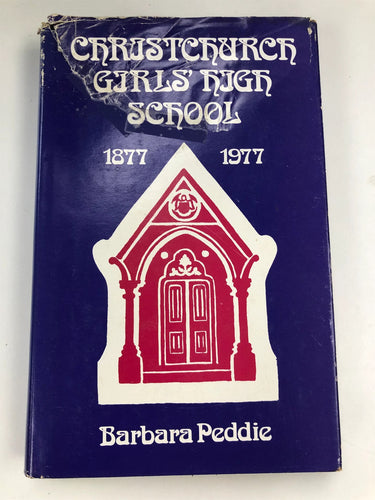 CHRISTCHURCH
GIRLS' HIGH
SCHOOL
1877 1977
Barbara Peddie